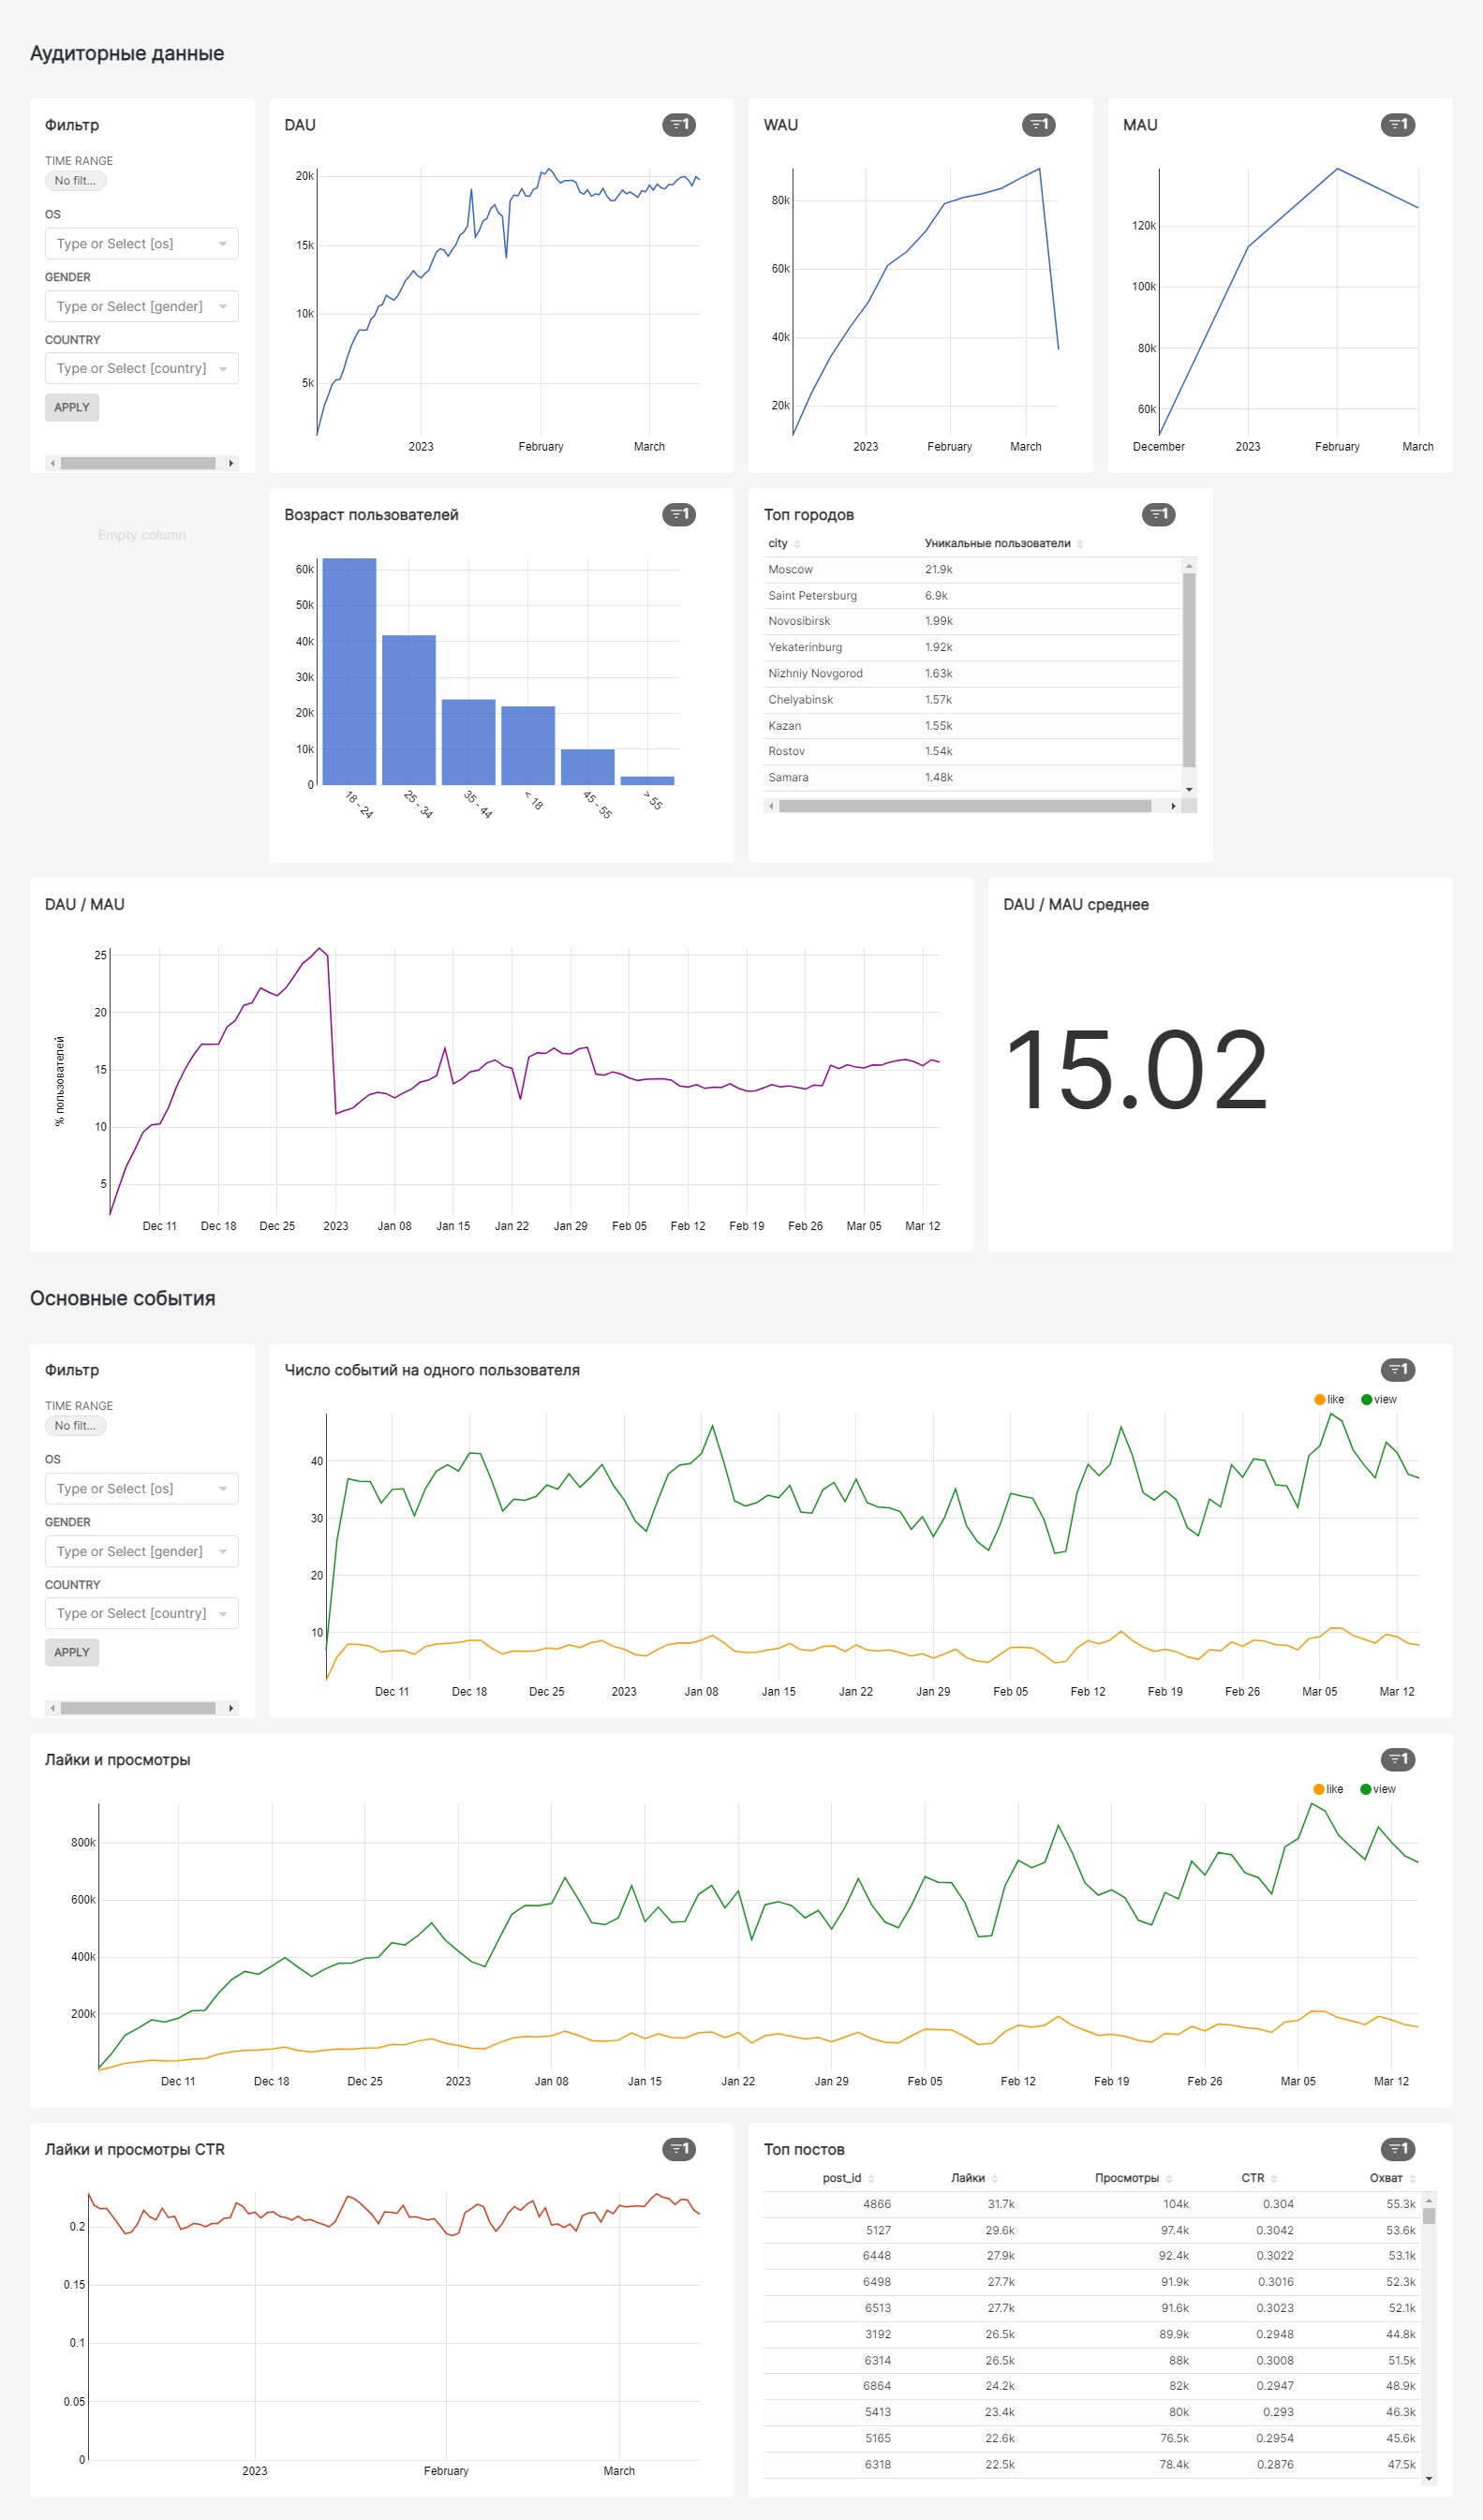 Аудиторные данные
Фильтр
TIME RANGE
No filt...
OS
Type or Select [os]
GENDER
Type or Select [gender]
COUNTRY
Type or Select [country]
APPLY
DAU
1
20k
15k
10k
5k
2023 February March
WAU
1
80k
60k
40k
20k
2023 February March
MAU
1
120k
100k
80k
60k
December 2023 February March
Empty column
Возраст пользователей
1
60k
50k
40k
30k
20k
10k
0
18 - 24 25 - 34 35 - 44 < 18 45 - 55 > 55
Топ городов
1
city Уникальные пользователи
Moscow 21.9k
Saint Petersburg 6.9k
Novosibirsk 1.99k
Yekaterinburg 1.92k
Nizhniy Novgorod 1.63k
Chelyabinsk 1.57k
Kazan 1.55k
Rostov 1.54k
Samara 1.48k
DAU / MAU
% пользователей
25
20
15
10
5
Dec 11 Dec 18 Dec 25 2023 Jan 08 Jan 15 Jan 22 Jan 29 Feb 05 Feb 12 Feb 19 Feb 26 Mar 05 Mar 12
DAU / MAU среднее
15.02
Основные события
Фильтр
TIME RANGE
No filt...
OS
Type or Select [os]
GENDER
Type or Select [gender]
COUNTRY
Type or Select [country]
APPLY
Число событий на одного пользователя
1
like view
40
30
20
10
Dec 11 Dec 18 Dec 25 2023 Jan 08 Jan 15 Jan 22 Jan 29 Feb 05 Feb 12 Feb 19 Feb 26 Mar 05 Mar 12
Лайки и просмотры
1
like view
800k
600k
400k
200k
Dec 11 Dec 18 Dec 25 2023 Jan 08 Jan 15 Jan 22 Jan 29 Feb 05 Feb 12 Feb 19 Feb 26 Mar 05 Mar 12
Лайки и просмотры CTR
1
0.2
0.15
0.1
0.05
0
2023 February March
Топ постов
1
post_id Лайки Просмотры CTR Охват
4866 31.7k 104k 0.304 55.3k
5127 29.6k 97.4k 0.3042 53.6k
6448 27.9k 92.4k 0.3022 53.1k
6498 27.7k 91.9k 0.3016 52.3k
6513 27.7k 91.6k 0.3023 52.1k
3192 26.5k 89.9k 0.2948 44.8k
6314 26.5k 88k 0.3008 51.5k
6864 24.2k 82k 0.2947 48.9k
5413 23.4k 80k 0.293 46.3k
5165 22.6k 76.5k 0.2954 45.6k
6318 22.5k 78.4k 0.2876 47.5k